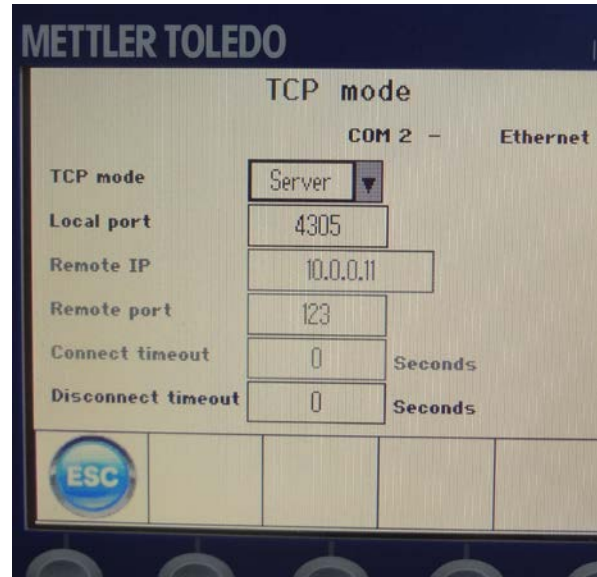 METTLER TOLEDO
TCP mode
COM 2 - Ethernet
TCP mode Server
Local port 4305
Remote IP 10.0.0.11
Remote port 123
Connect timeout 0 Seconds
Disconnect timeout 0 Seconds
ESC